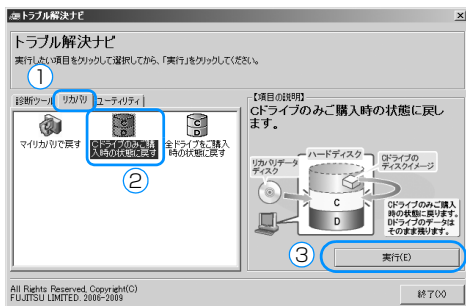 トラブル解決ナビ
トラブル解決ナビ
実行したい項目をクリックして選択してから、「実行」をクリックしてください。
①
診断ツール リカバリ ユーティリティ
マイリカバリで戻す
Cドライブのみご購入時の状態に戻す
全ドライブをご購入時の状態に戻す
C
D
C
D
②
【項目の説明】
Cドライブのみご購入時の状態に戻し
ます。
リカバリデータ
ディスク
ハードディスク
Cドライブの
ディスクイメージ
C
D
Cドライブのみご購入
時の状態に戻ります。
Dドライブのデータは
そのまま残ります。
③
実行(E)
All Rights Reserved, Copyright(C)
FUJITSU LIMITED. 2006-2009
終了(X)